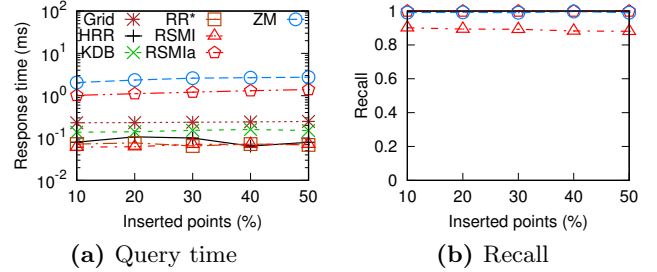 Grid RR* ZM
HRR RSMI
KDB RSMIa
10^2
10^1
10^0
10^-1
10^-2
Response time (ms)
10 20 30 40 50
Inserted points (%)
(a) Query time
1
0.8
0.6
0.4
0.2
0
Recall
10 20 30 40 50
Inserted points (%)
(b) Recall